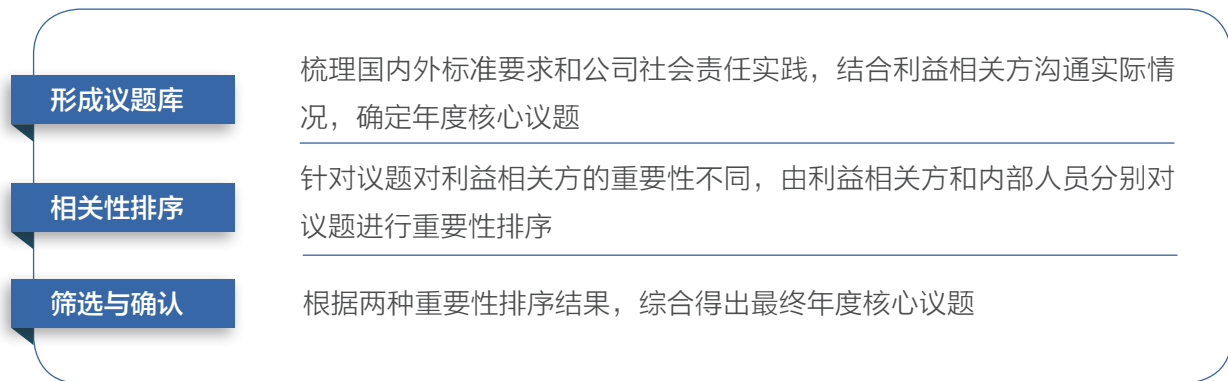 形成议题库
梳理国内外标准要求和公司社会责任实践，结合利益相关方沟通实际情
况，确定年度核心议题
相关性排序
针对议题对利益相关方的重要性不同，由利益相关方和内部人员分别对
议题进行重要性排序
筛选与确认
根据两种重要性排序结果，综合得出最终年度核心议题